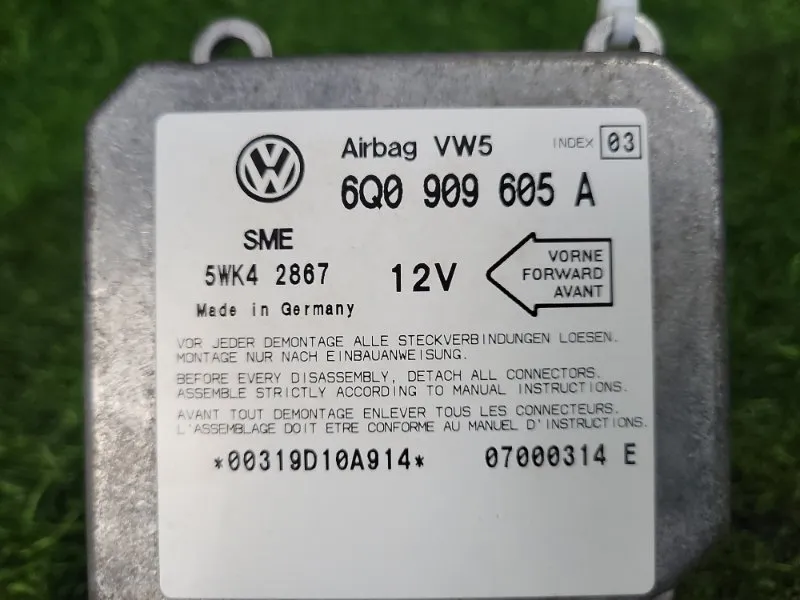 VW Airbag VW5 INDEX 03
6Q0 909 605 A
SME
5WK4 2867 12V
Made in Germany
VORNE
FORWARD
AVANT
VOR JEDER DEMONTAGE ALLE STECKVERBINDUNGEN LOESEN.
MONTAGE NUR NACH EINBAUANWEISUNG.
BEFORE EVERY DISASSEMBLY, DETACH ALL CONNECTORS.
ASSEMBLE STRICTLY ACCORDING TO MANUAL INSTRUCTIONS.
AVANT TOUT DEMONTAGE ENLEVER TOUS LES CONNECTEURS.
L'ASSEMBLAGE DOIT ETRE CONFORME AU MANUEL D'INSTRUCTIONS.
*00319D10A914* 07000314 E